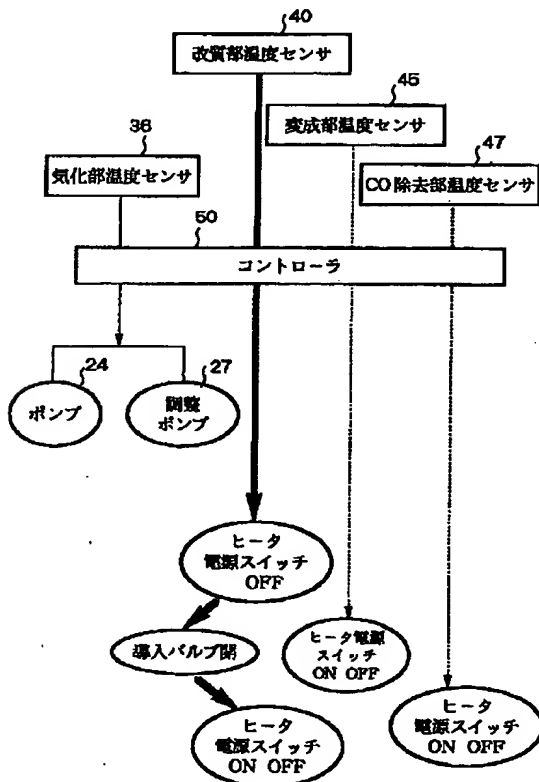 40
改質部温度センサ
45
変成部温度センサ
36
気化部温度センサ
47
CO除去部温度センサ
50
コントローラ
24
ポンプ
27
調整
ポンプ
ヒータ
電源スイッチ
OFF
導入バルブ閉
ヒータ電源
スイッチ
ON OFF
ヒータ
電源スイッチ
ON OFF
ヒータ
電源スイッチ
ON OFF